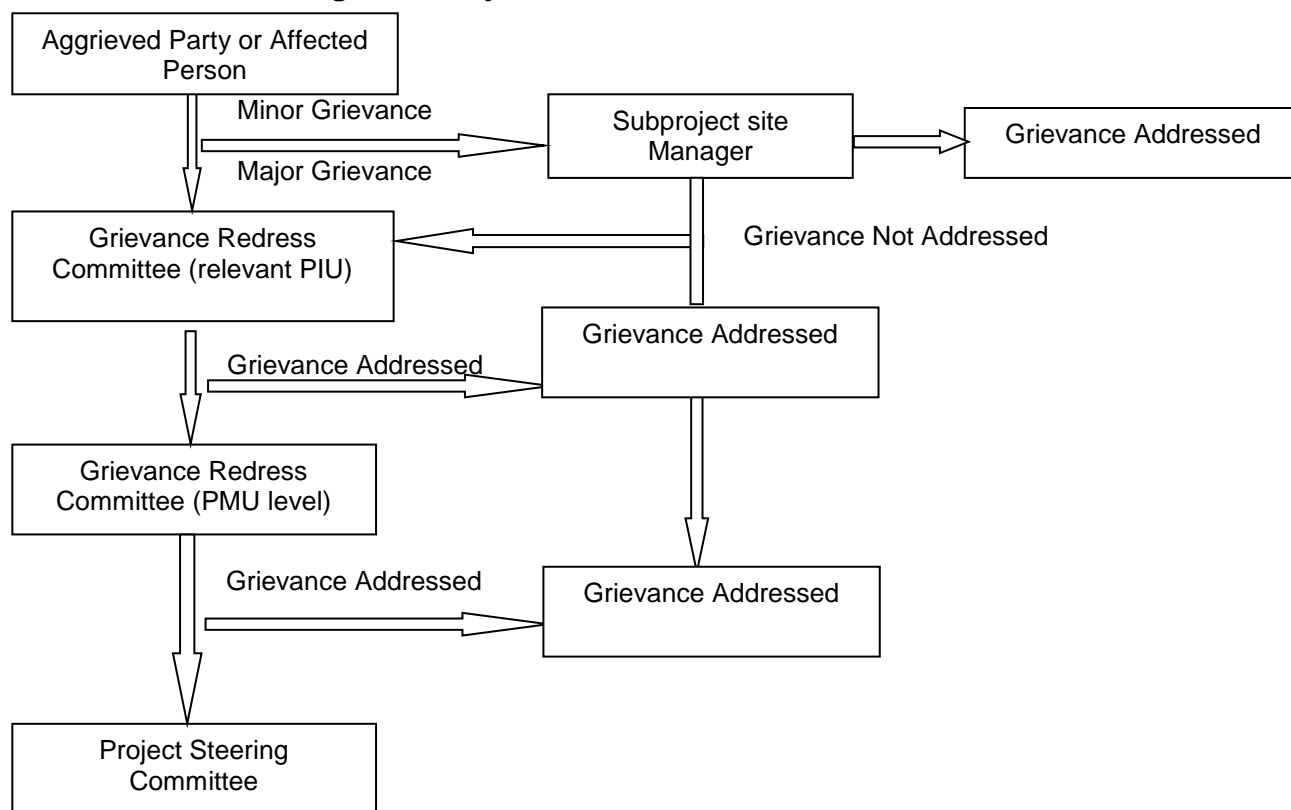 Aggrieved Party or Affected
Person
Minor Grievance
Major Grievance
Subproject site
Manager
Grievance Addressed
Grievance Redress
Committee (relevant PIU)
Grievance Not Addressed
Grievance Addressed
Grievance Addressed
Grievance Redress
Committee (PMU level)
Grievance Addressed
Grievance Addressed
Project Steering
Committee